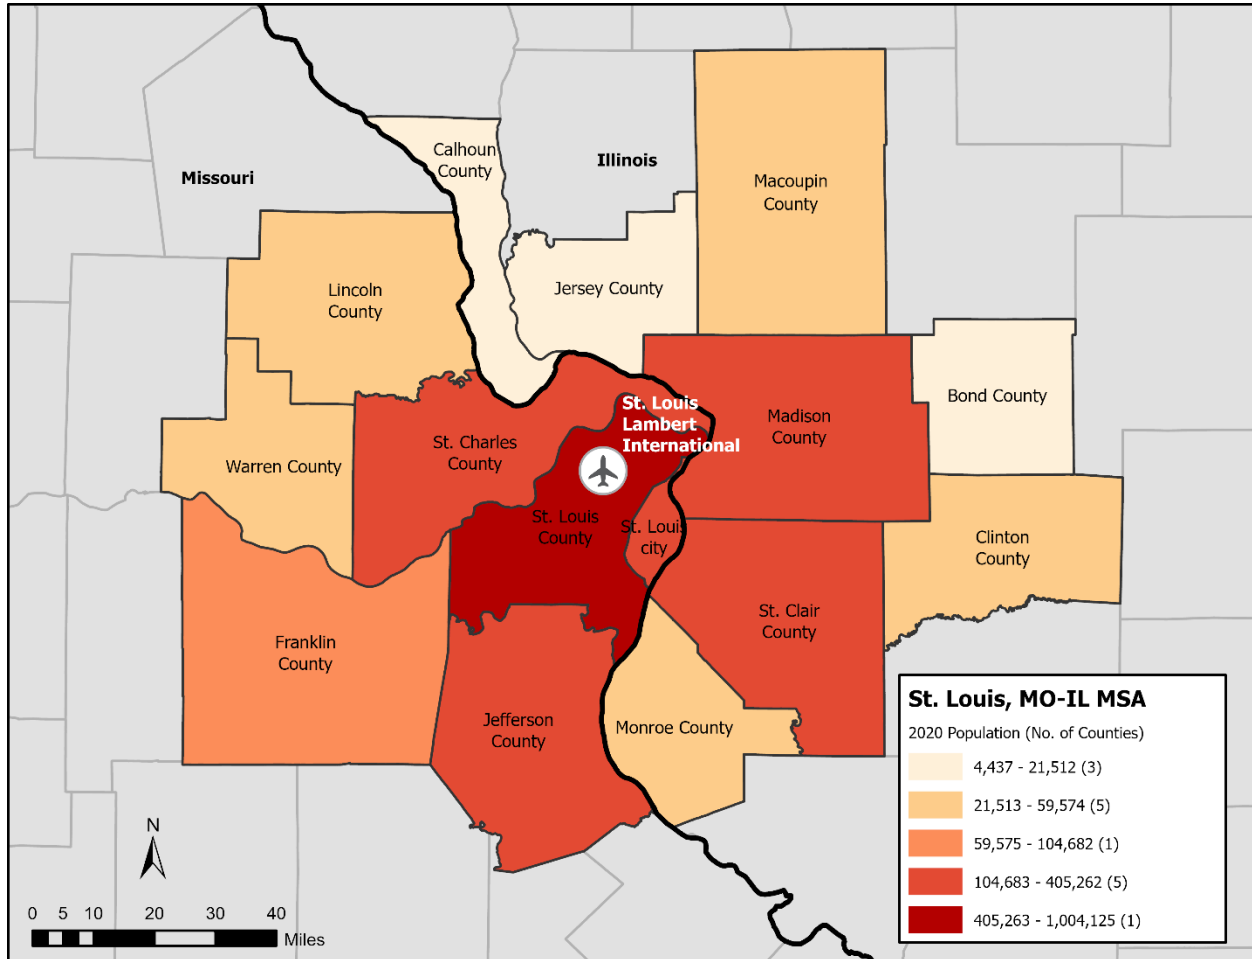 Calhoun
County
Illinois
Missouri
Macoupin
County
Lincoln
County
Jersey County
Bond County
St. Louis
Lambert
International
Madison
County
St. Charles
County
Warren County
St. Louis
County
St. Louis
city
Clinton
County
St. Clair
County
Franklin
County
Jefferson
County
Monroe County
St. Louis, MO-IL MSA
2020 Population (No. of Counties)
4,437 - 21,512 (3)
21,513 - 59,574 (5)
59,575 - 104,682 (1)
104,683 - 405,262 (5)
405,263 - 1,004,125 (1)
N
0 5 10 20 30 40
Miles